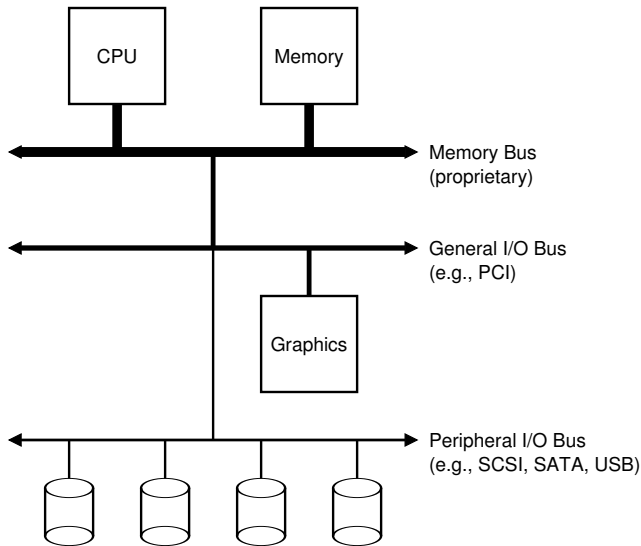 CPU
Memory
Memory Bus
(proprietary)
General I/O Bus
(e.g., PCI)
Graphics
Peripheral I/O Bus
(e.g., SCSI, SATA, USB)